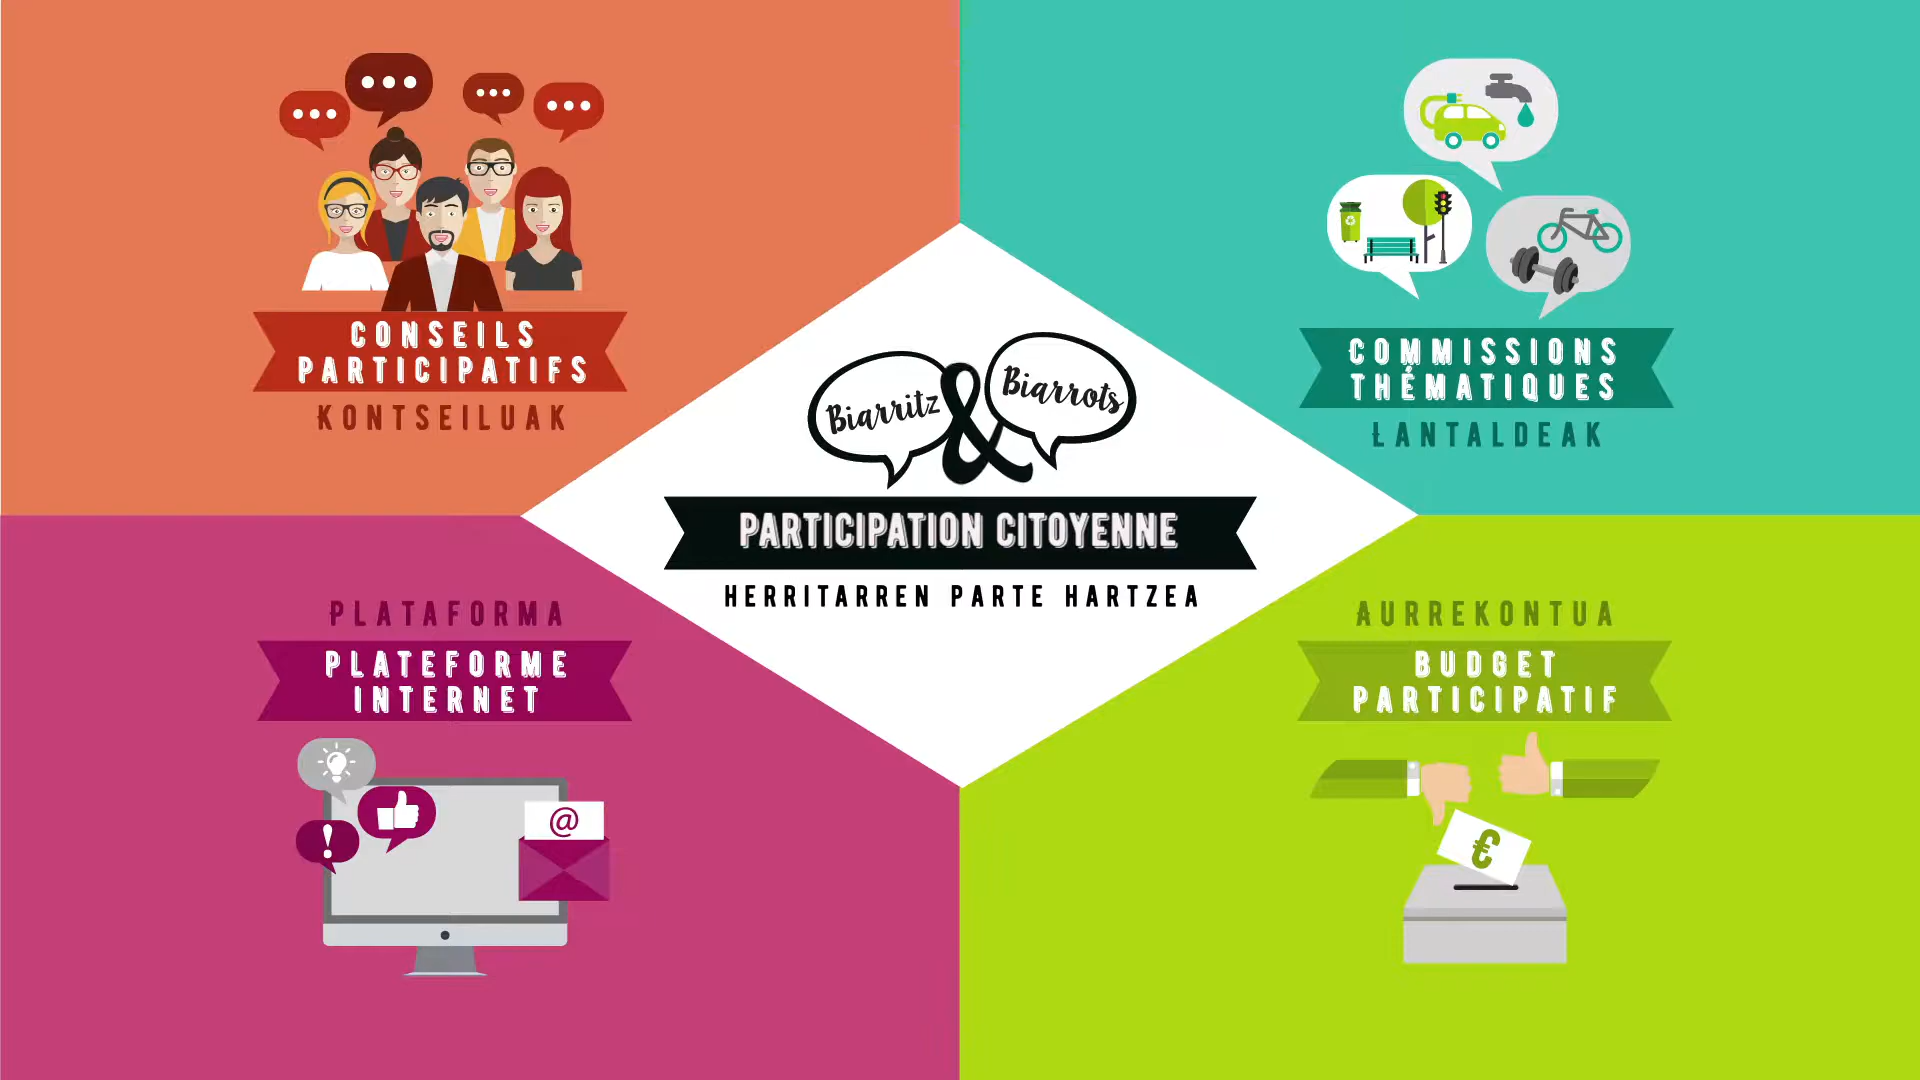 CONSEILS
PARTICIPATIFS
KONTSEILUAK
COMMISSIONS
THÉMATIQUES
LANTALDEAK
Biarritz & Biarrots
PARTICIPATION CITOYENNE
HERRITARREN PARTE HARTZEA
PLATAFORMA
PLATEFORME
INTERNET
!
@
AURREKONTUA
BUDGET
PARTICIPATIF
€